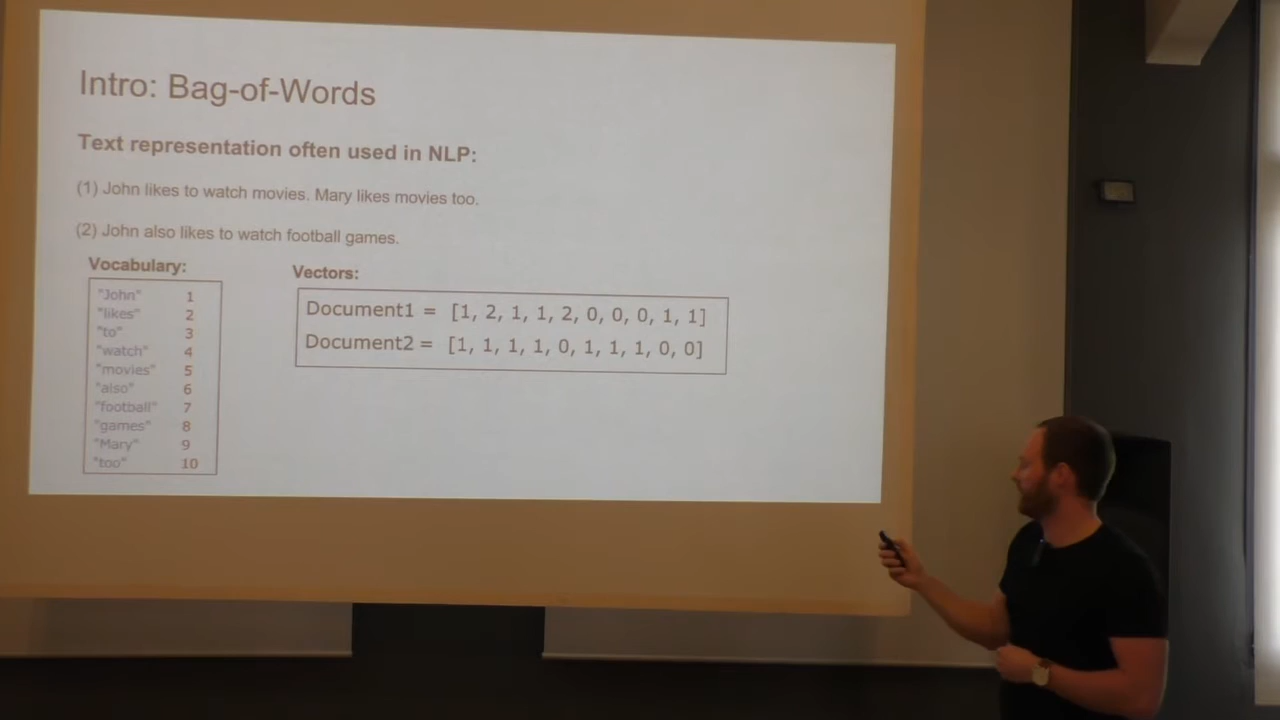 Intro: Bag-of-Words
Text representation often used in NLP:
(1) John likes to watch movies. Mary likes movies too.
(2) John also likes to watch football games.
Vocabulary:
"John" 1
"likes" 2
"to" 3
"watch" 4
"movies" 5
"also" 6
"football" 7
"games" 8
"Mary" 9
"too" 10
Vectors:
Document1 = [1, 2, 1, 1, 2, 0, 0, 0, 1, 1]
Document2 = [1, 1, 1, 1, 0, 1, 1, 1, 0, 0]